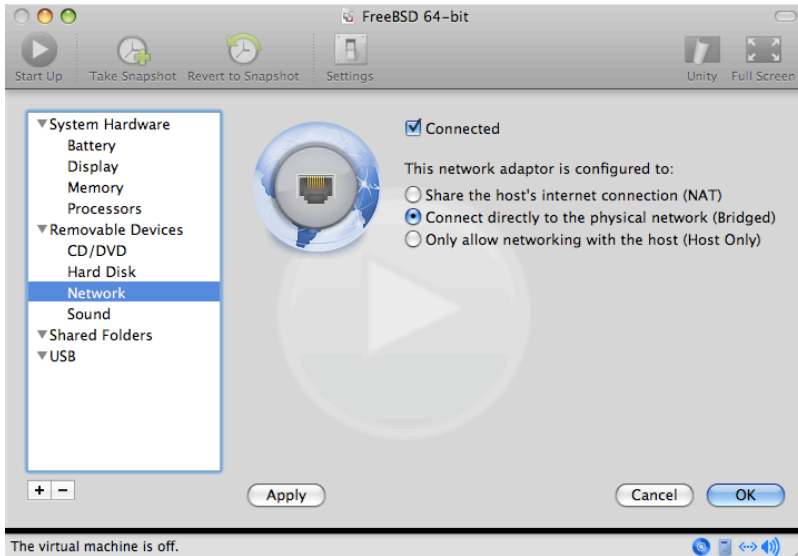 FreeBSD 64-bit
Start Up Take Snapshot Revert to Snapshot Settings Unity Full Screen
System Hardware
Battery
Display
Memory
Processors
Removable Devices
CD/DVD
Hard Disk
Network
Sound
Shared Folders
USB
Connected
This network adaptor is configured to:
Share the host's internet connection (NAT)
Connect directly to the physical network (Bridged)
Only allow networking with the host (Host Only)
+ −
Apply Cancel OK
The virtual machine is off.